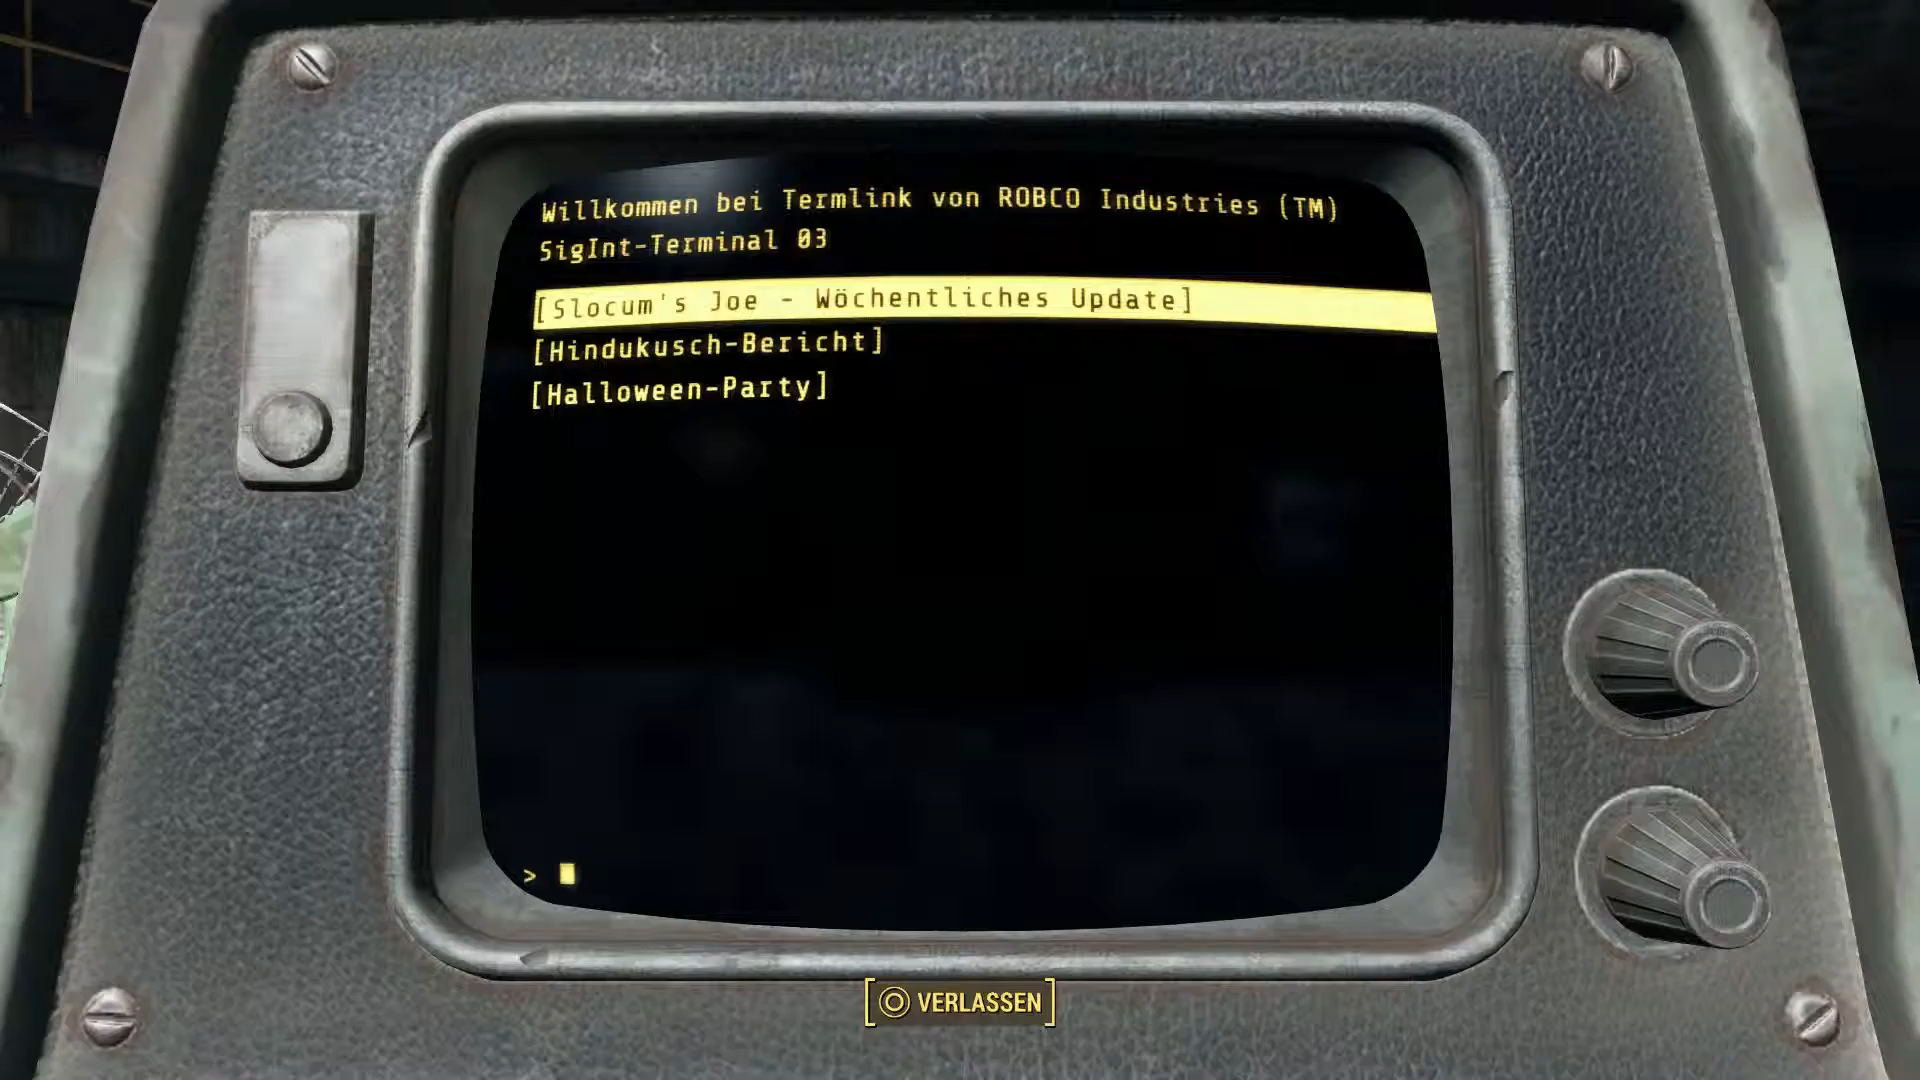 Willkommen bei Termlink von ROBCO Industries (TM)
SigInt-Terminal 03
[Slocum's Joe - Wöchentliches Update]
[Hindukusch-Bericht]
[Halloween-Party]
>
[VERLASSEN]